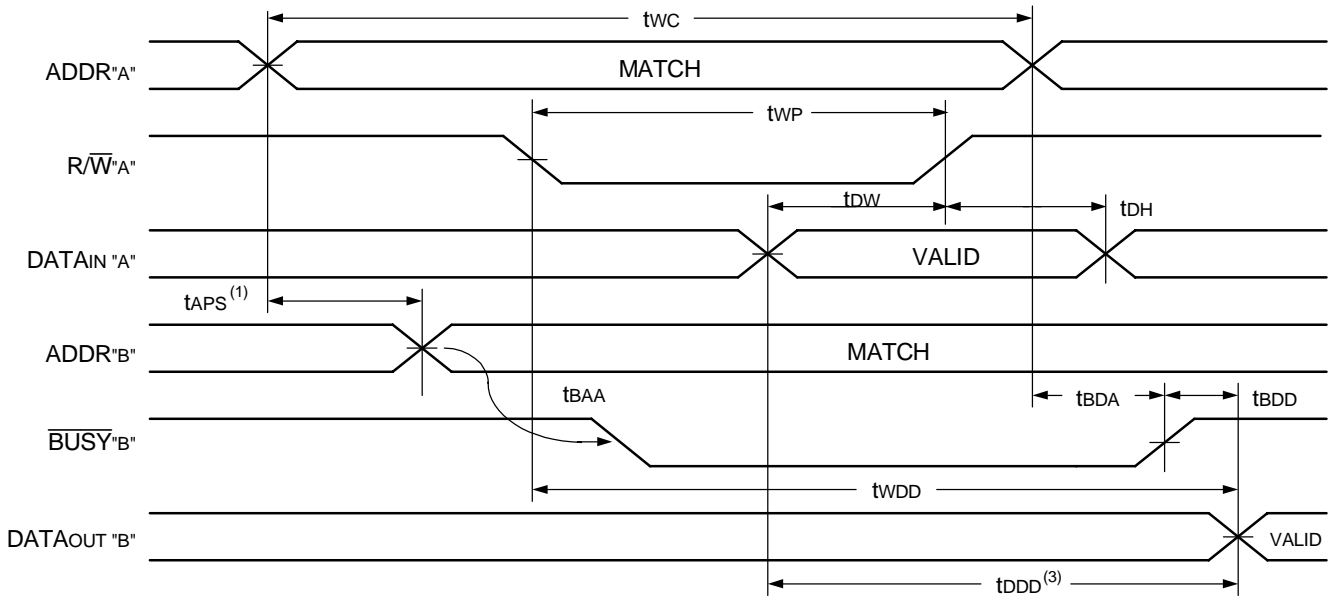 tWC
ADDR"A" MATCH
tWP
R/W̅"A"
tDW tDH
DATAIN "A" VALID
tAPS(1)
ADDR"B" MATCH
tBAA tBDA tBDD
B̅U̅S̅Y̅"B"
tWDD
DATAOUT "B" VALID
tDDD(3)